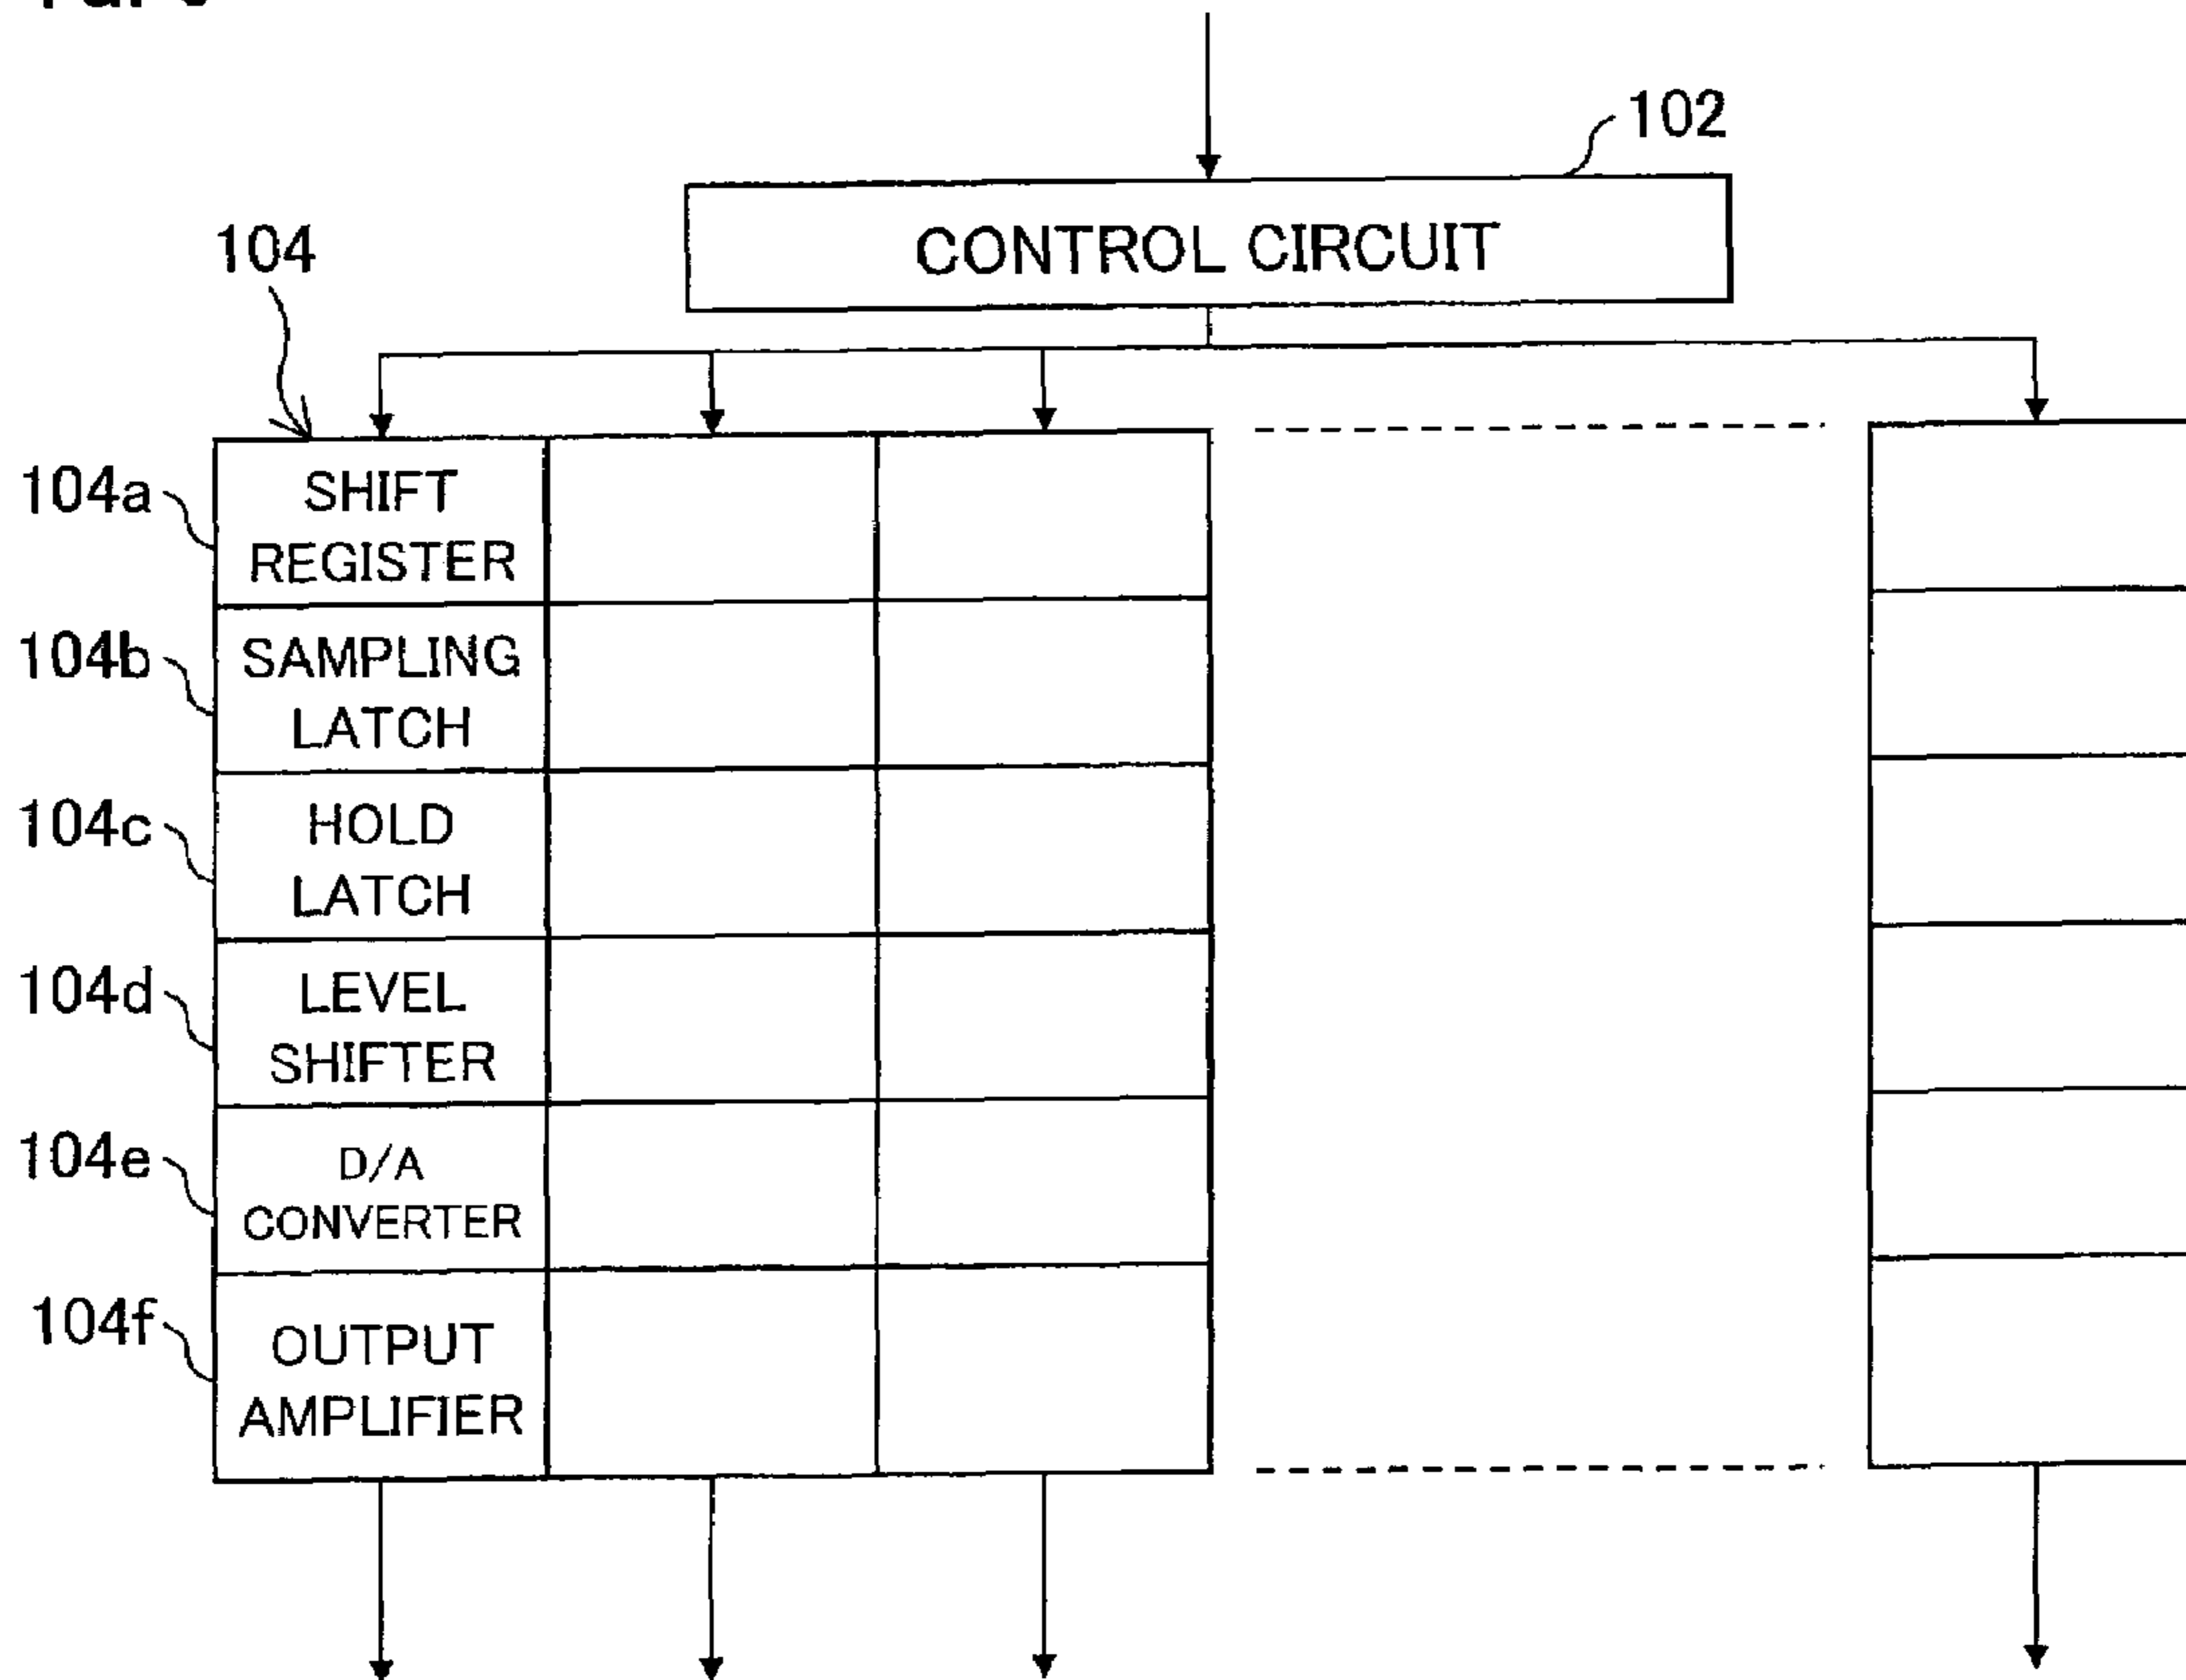 102
CONTROL CIRCUIT
104
104a
SHIFT
REGISTER
104b
SAMPLING
LATCH
104c
HOLD
LATCH
104d
LEVEL
SHIFTER
104e
D/A
CONVERTER
104f
OUTPUT
AMPLIFIER